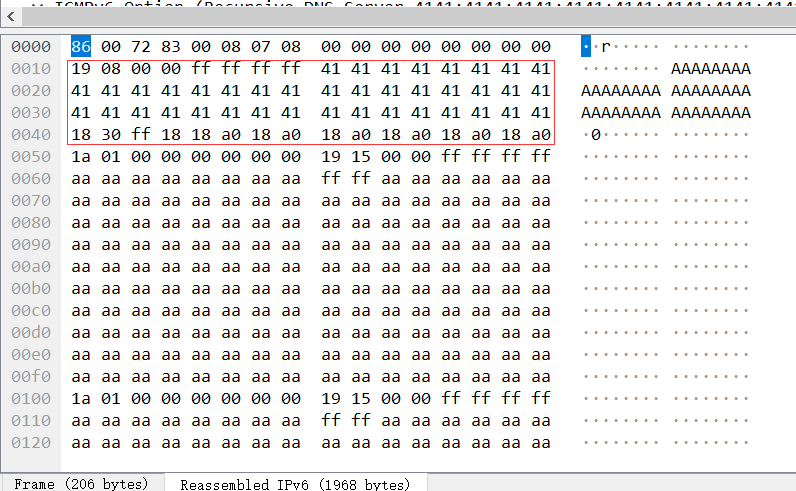 ICMPv6 Option (Recursive DNS Server 4141:4141:4141:4141:4141:4141:4141:4141
0000 86 00 72 83 00 08 07 08 00 00 00 00 00 00 00 00 ··r····· ········
0010 19 08 00 00 ff ff ff ff 41 41 41 41 41 41 41 41 ········ AAAAAAAA
0020 41 41 41 41 41 41 41 41 41 41 41 41 41 41 41 41 AAAAAAAA AAAAAAAA
0030 41 41 41 41 41 41 41 41 41 41 41 41 41 41 41 41 AAAAAAAA AAAAAAAA
0040 18 30 ff 18 18 a0 18 a0 18 a0 18 a0 18 a0 18 a0 ·0······ ········
0050 1a 01 00 00 00 00 00 00 19 15 00 00 ff ff ff ff ········ ········
0060 aa aa aa aa aa aa aa aa ff ff aa aa aa aa aa aa ········ ········
0070 aa aa aa aa aa aa aa aa aa aa aa aa aa aa aa aa ········ ········
0080 aa aa aa aa aa aa aa aa aa aa aa aa aa aa aa aa ········ ········
0090 aa aa aa aa aa aa aa aa aa aa aa aa aa aa aa aa ········ ········
00a0 aa aa aa aa aa aa aa aa aa aa aa aa aa aa aa aa ········ ········
00b0 aa aa aa aa aa aa aa aa aa aa aa aa aa aa aa aa ········ ········
00c0 aa aa aa aa aa aa aa aa aa aa aa aa aa aa aa aa ········ ········
00d0 aa aa aa aa aa aa aa aa aa aa aa aa aa aa aa aa ········ ········
00e0 aa aa aa aa aa aa aa aa aa aa aa aa aa aa aa aa ········ ········
00f0 aa aa aa aa aa aa aa aa aa aa aa aa aa aa aa aa ········ ········
0100 1a 01 00 00 00 00 00 00 19 15 00 00 ff ff ff ff ········ ········
0110 aa aa aa aa aa aa aa aa ff ff aa aa aa aa aa aa ········ ········
0120 aa aa aa aa aa aa aa aa aa aa aa aa aa aa aa aa ········ ········
Frame (206 bytes) Reassembled IPv6 (1968 bytes)